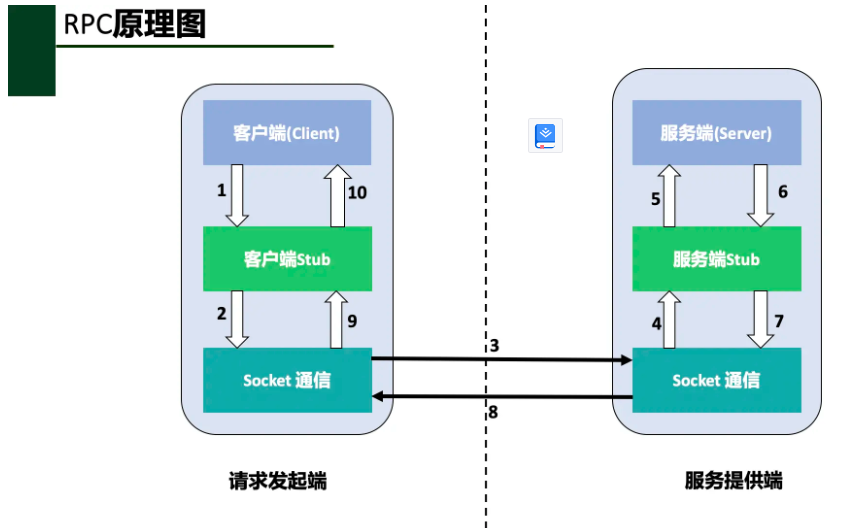 RPC原理图
客户端(Client)
服务端(Server)
1
10
5
6
客户端Stub
服务端Stub
2
9
4
7
3
Socket 通信
Socket 通信
8
请求发起端
服务提供端